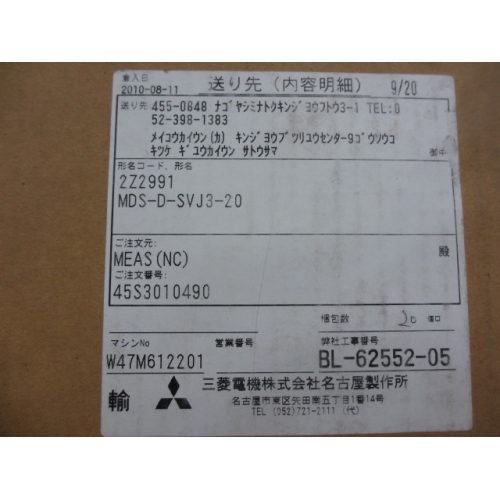 倉入日
2010-08-11
送り先(内容明細) 9/20
送り先 455-0848 ナゴヤシミナトクキンジヨウフトウ3-1 TEL:0
52-398-1383
メイコウカイウン(カ) キンジヨウブツリユウセンター9ゴウソウコ
キツケ ギユウカイウン サトウサマ 御中
形名コード、形名
2Z2991
MDS-D-SVJ3-20
ご注文元: 殿
MEAS(NC)
ご注文番号:
45S3010490
梱包数 20 個口
マシンNo 営業番号 弊社工事番号
W47M612201 BL-62552-05
輸 三菱電機株式会社名古屋製作所
名古屋市東区矢田南五丁目1番14号
TEL (052)721-2111 (代)